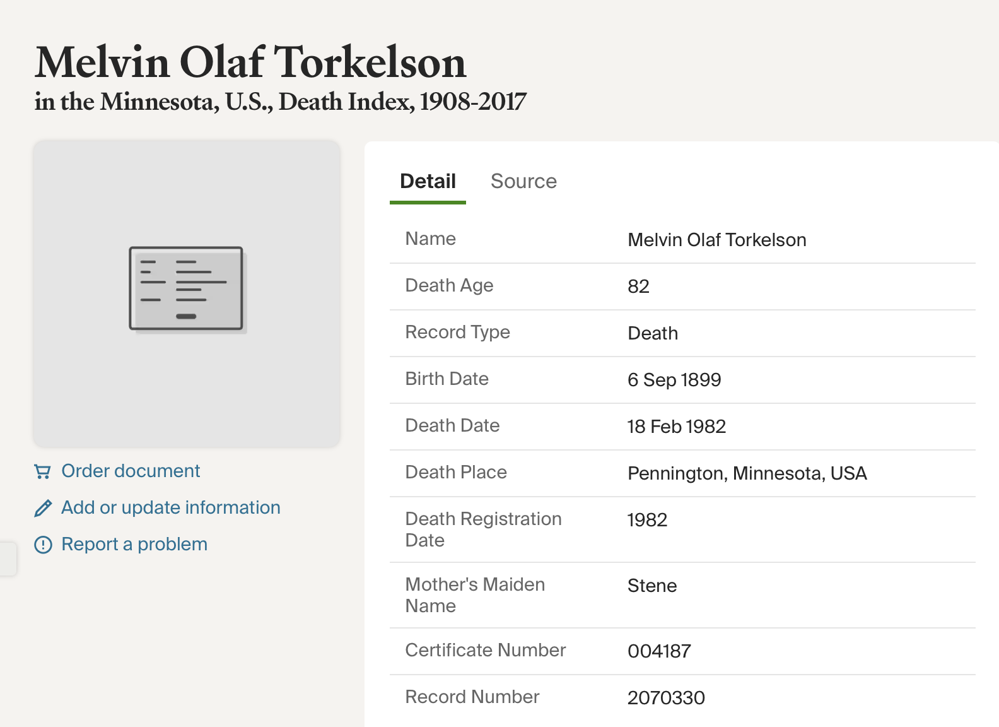 Melvin Olaf Torkelson
in the Minnesota, U.S., Death Index, 1908-2017
Order document
Add or update information
Report a problem
Detail Source
Name Melvin Olaf Torkelson
Death Age 82
Record Type Death
Birth Date 6 Sep 1899
Death Date 18 Feb 1982
Death Place Pennington, Minnesota, USA
Death Registration 1982
Date
Mother's Maiden Stene
Name
Certificate Number 004187
Record Number 2070330